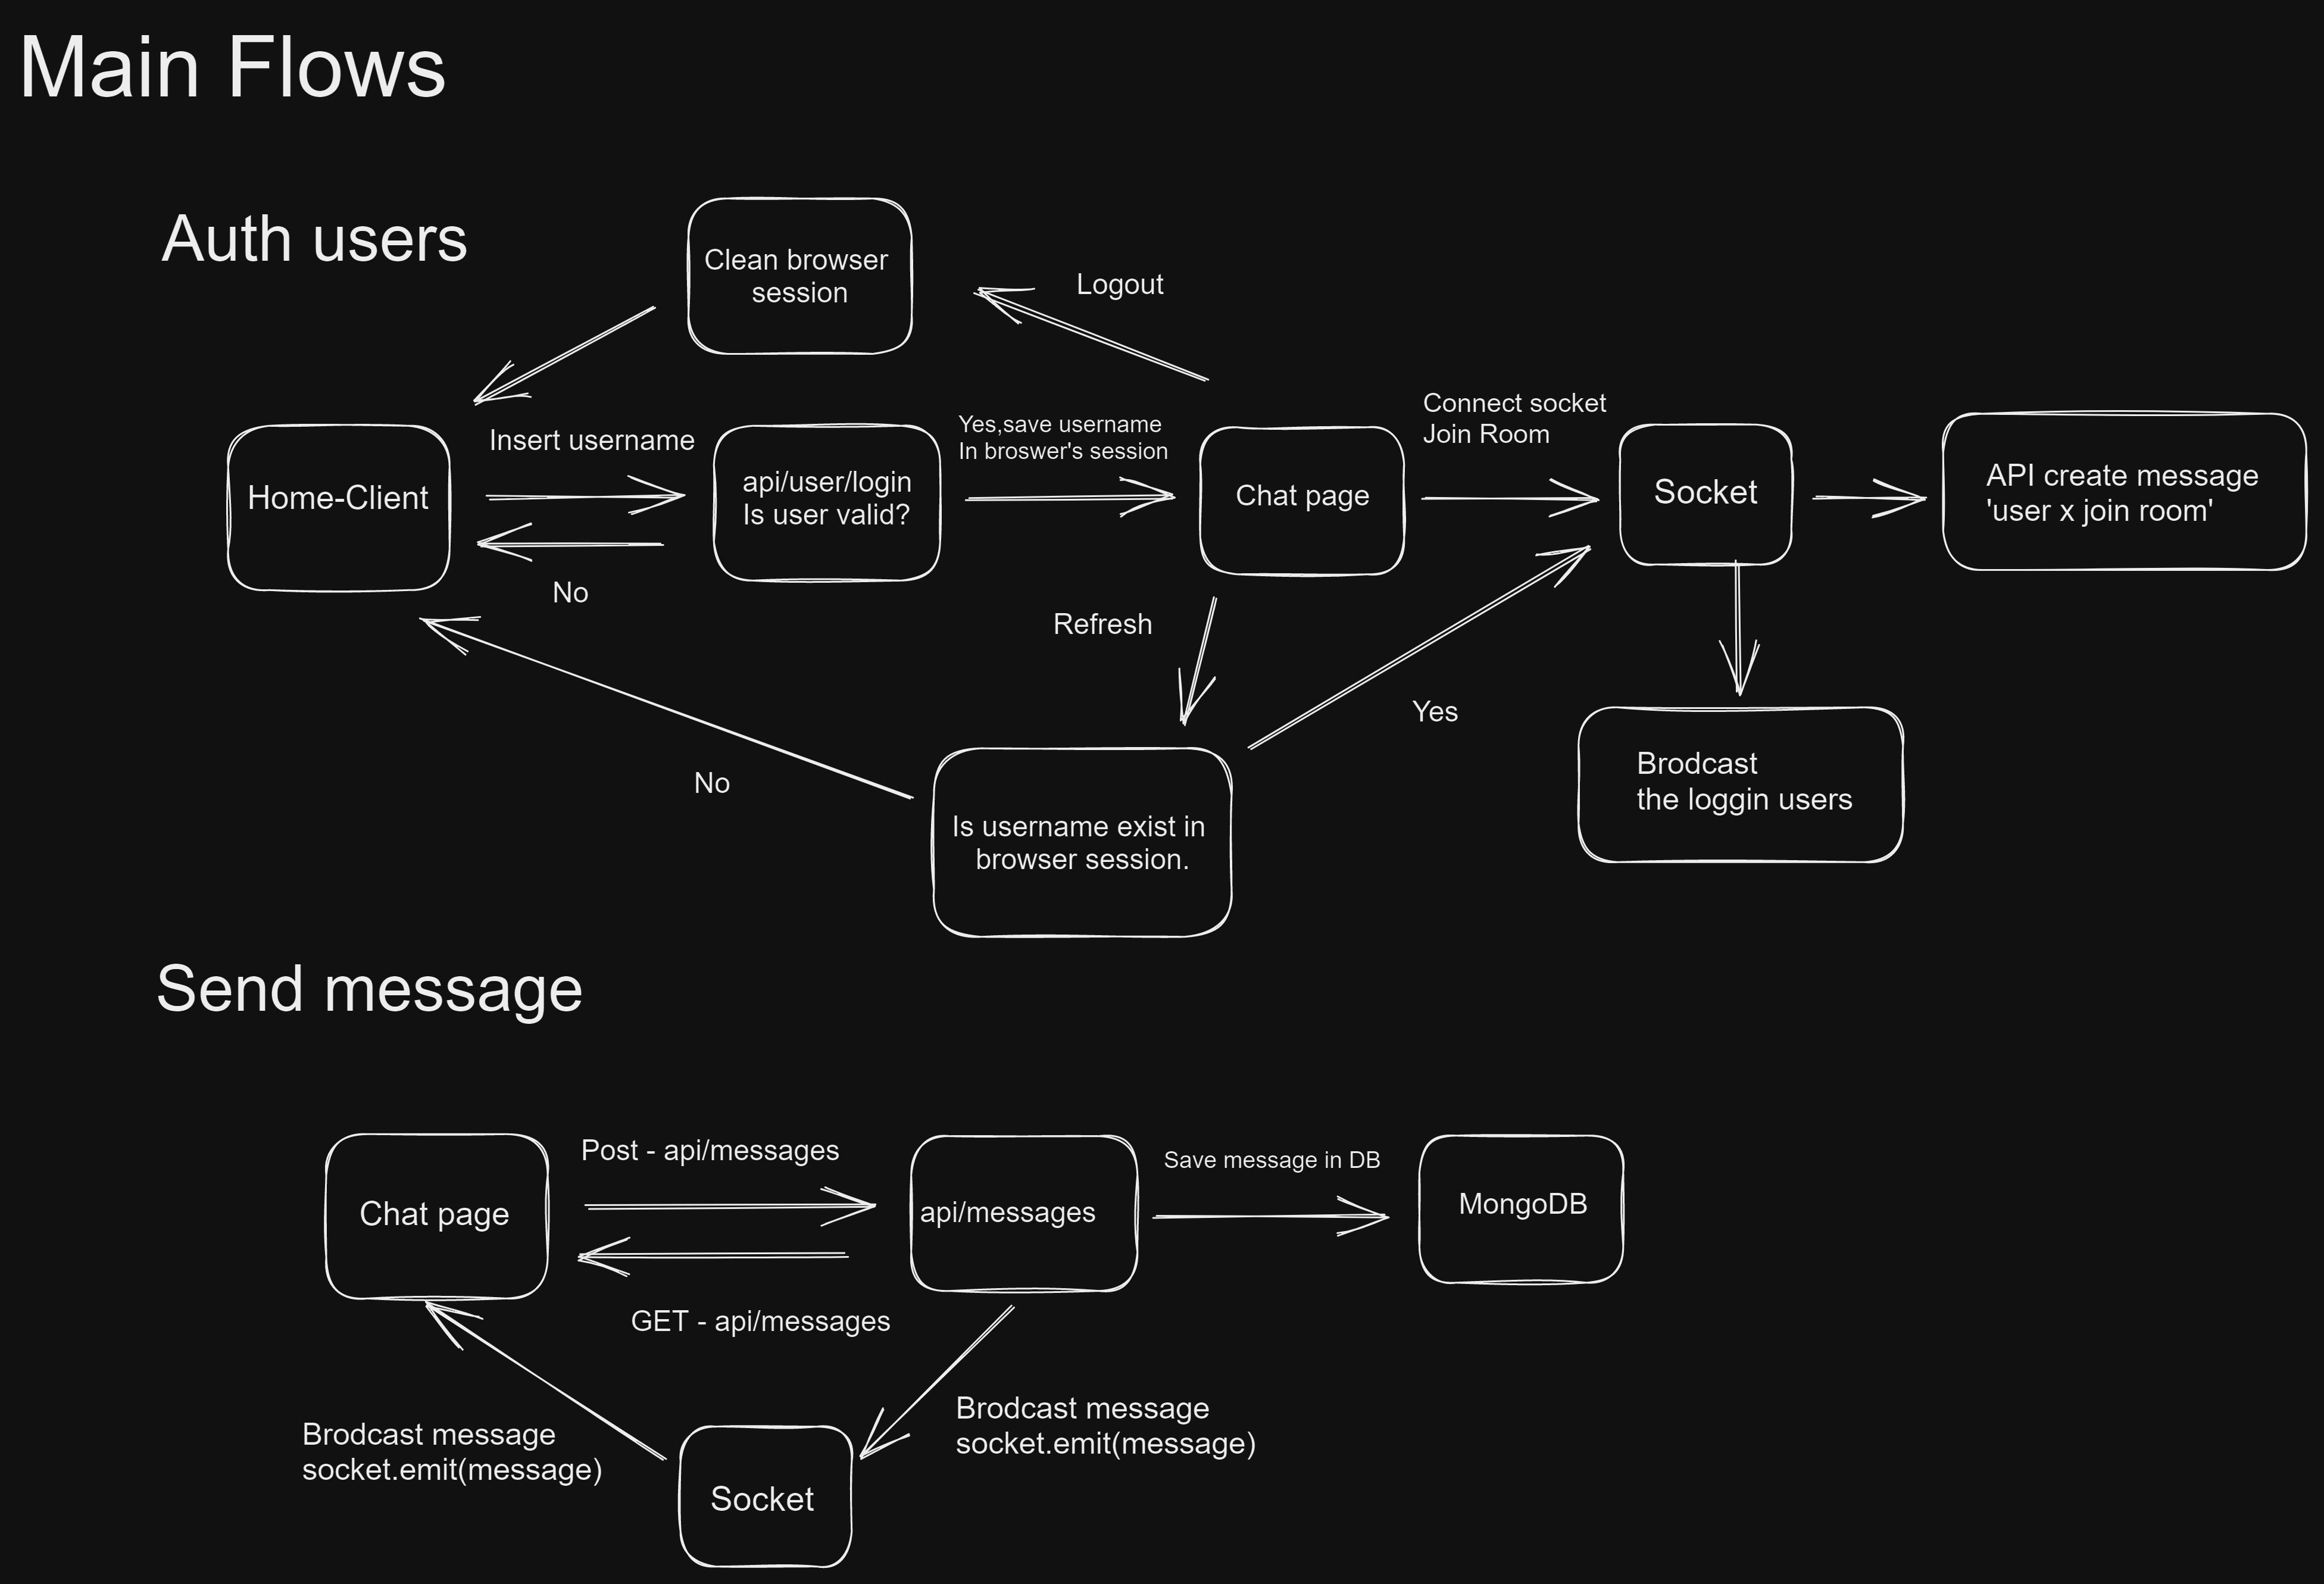 Main Flows
Auth users
Clean browser
session
Logout
Home-Client
Insert username
No
api/user/login
Is user valid?
Yes,save username
In broswer's session
Chat page
Connect socket
Join Room
Socket
API create message
'user x join room'
Refresh
Yes
No
Is username exist in
browser session.
Brodcast
the loggin users
Send message
Chat page
Post - api/messages
GET - api/messages
api/messages
Save message in DB
MongoDB
Brodcast message
socket.emit(message)
Socket
Brodcast message
socket.emit(message)